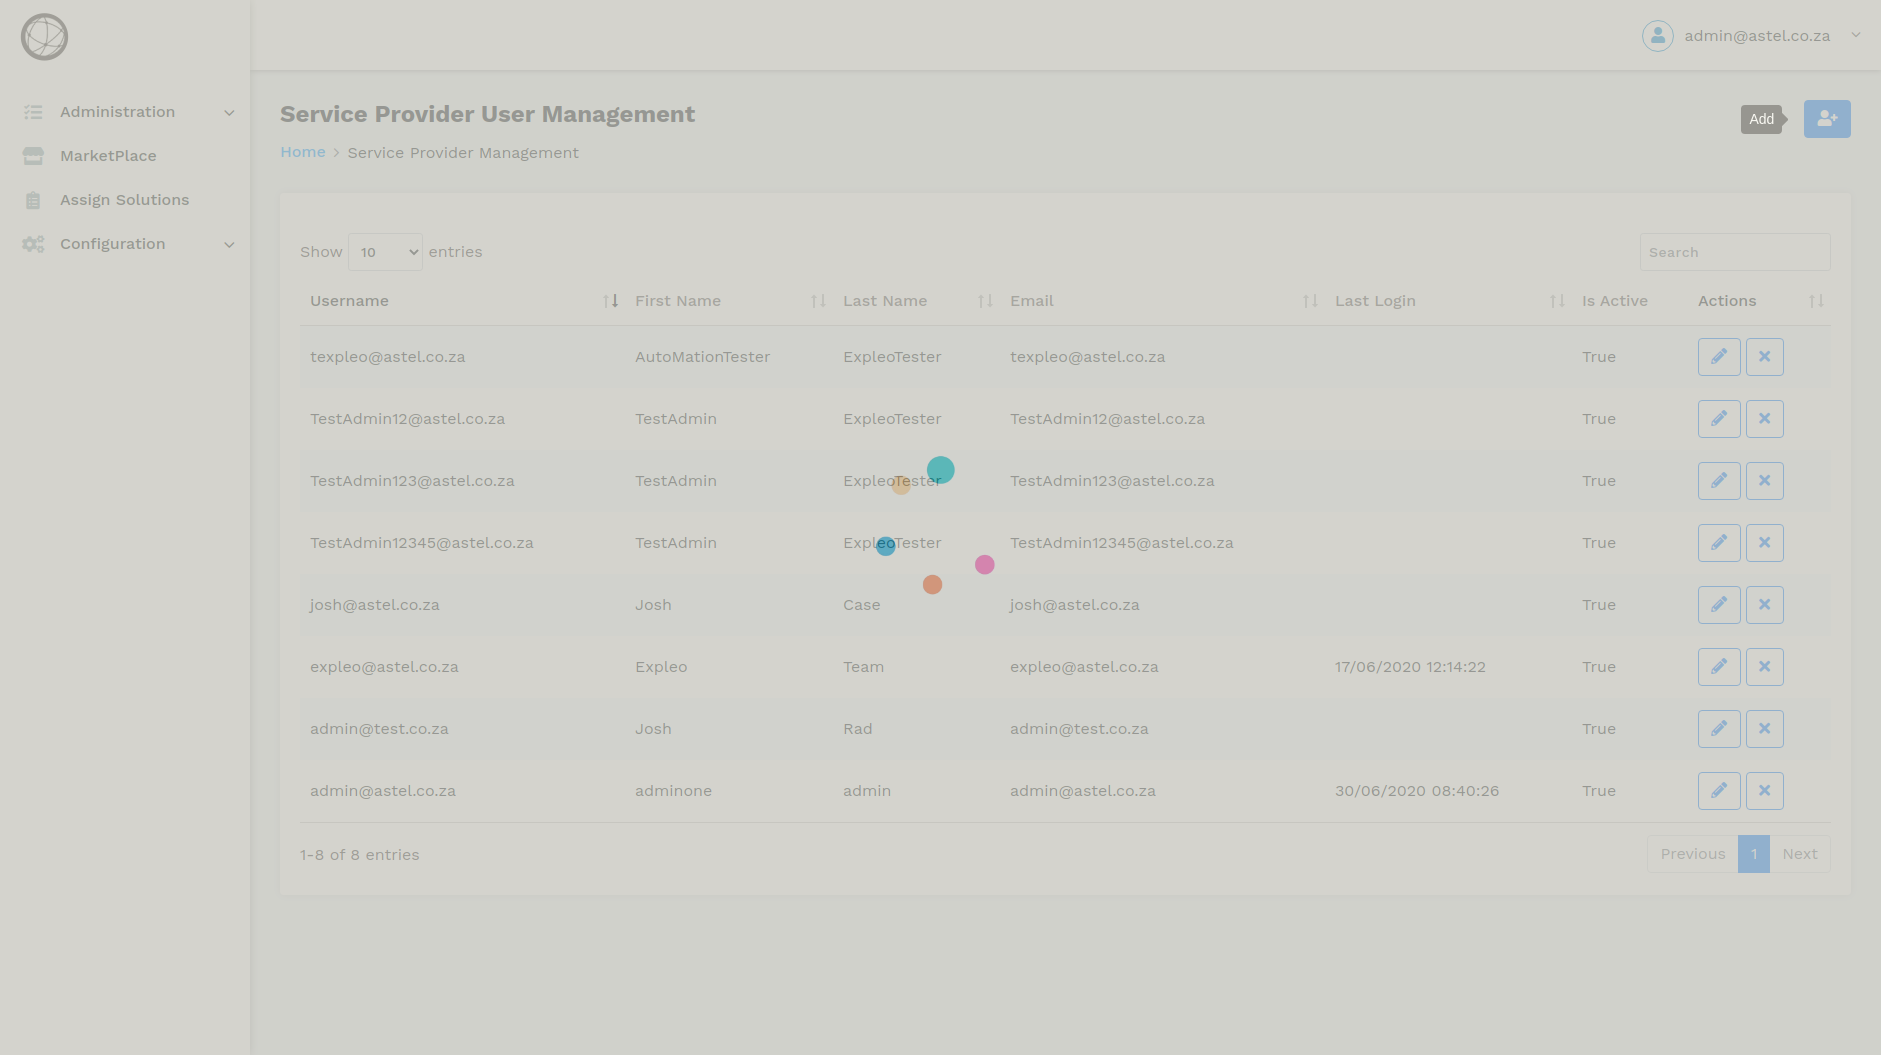 admin@astel.co.za
Administration
MarketPlace
Assign Solutions
Configuration
Service Provider User Management
Add
Home > Service Provider Management
Show 10 entries
Search
Username First Name Last Name Email Last Login Is Active Actions
texpleo@astel.co.za AutoMationTester ExpleoTester texpleo@astel.co.za True
TestAdmin12@astel.co.za TestAdmin ExpleoTester TestAdmin12@astel.co.za True
TestAdmin123@astel.co.za TestAdmin ExpleoTester TestAdmin123@astel.co.za True
TestAdmin12345@astel.co.za TestAdmin ExpleoTester TestAdmin12345@astel.co.za True
josh@astel.co.za Josh Case josh@astel.co.za True
expleo@astel.co.za Expleo Team expleo@astel.co.za 17/06/2020 12:14:22 True
admin@test.co.za Josh Rad admin@test.co.za True
admin@astel.co.za adminone admin admin@astel.co.za 30/06/2020 08:40:26 True
1-8 of 8 entries
Previous 1 Next